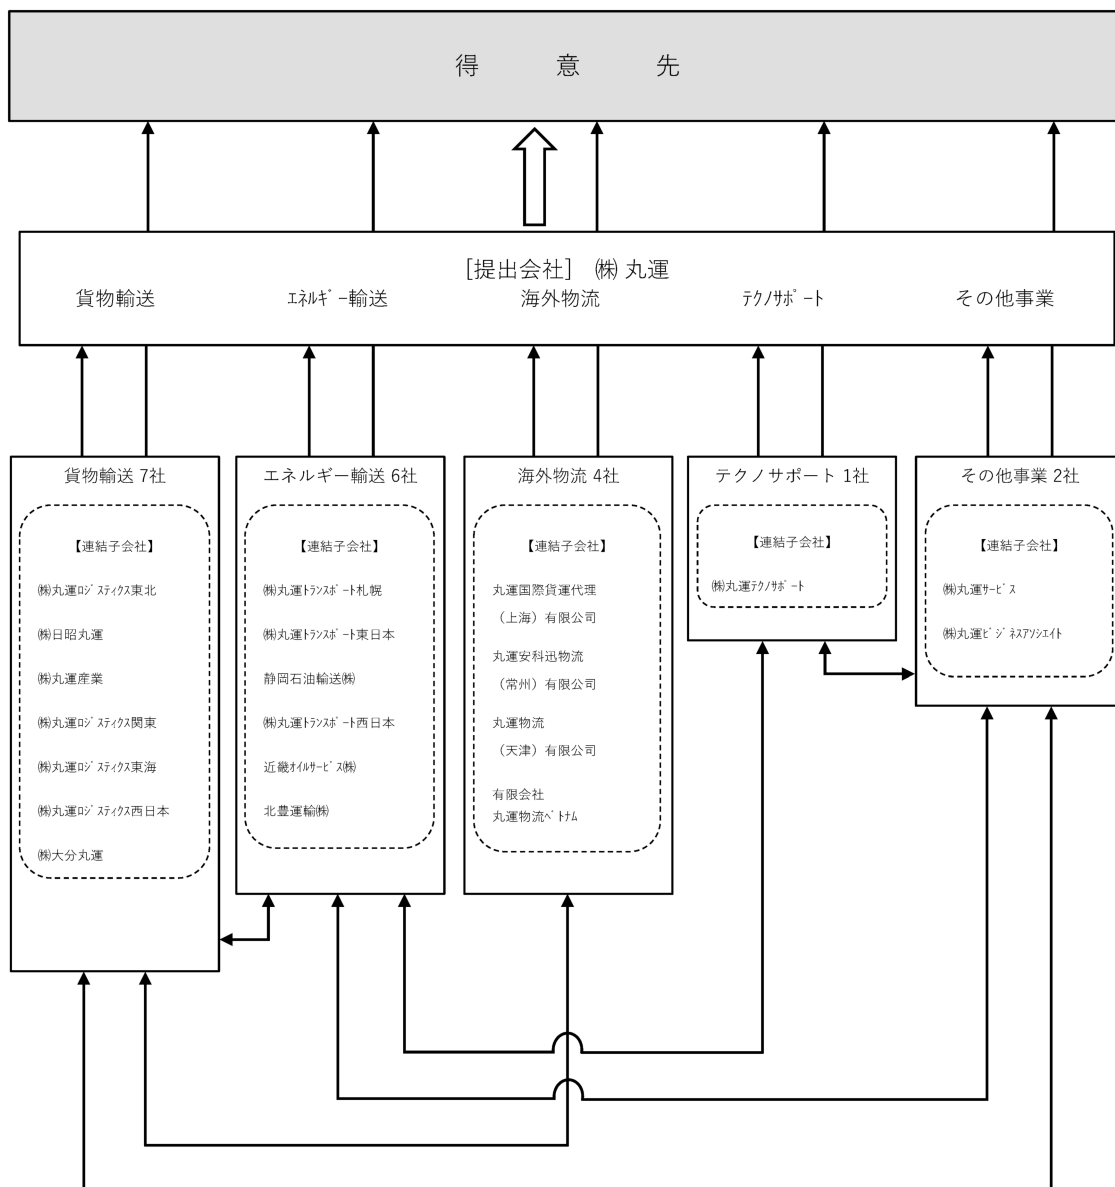 得意先
[提出会社] ㈱ 丸運
貨物輸送
ｴﾈﾙｷﾞｰ輸送
海外物流
ﾃｸﾉｻﾎﾟｰﾄ
その他事業
貨物輸送 7社
【連結子会社】
㈱丸運ﾛｼﾞｽﾃｨｸｽ東北
㈱日昭丸運
㈱丸運産業
㈱丸運ﾛｼﾞｽﾃｨｸｽ関東
㈱丸運ﾛｼﾞｽﾃｨｸｽ東海
㈱丸運ﾛｼﾞｽﾃｨｸｽ西日本
㈱大分丸運
エネルギー輸送 6社
【連結子会社】
㈱丸運ﾄﾗﾝｽﾎﾟｰﾄ札幌
㈱丸運ﾄﾗﾝｽﾎﾟｰﾄ東日本
静岡石油輸送㈱
㈱丸運ﾄﾗﾝｽﾎﾟｰﾄ西日本
近畿ｵｲﾙｻｰﾋﾞｽ㈱
北豊運輸㈱
海外物流 4社
【連結子会社】
丸運国際貨運代理
（上海）有限公司
丸運安科迅物流
（常州）有限公司
丸運物流
（天津）有限公司
有限会社
丸運物流ﾍﾞﾄﾅﾑ
テクノサポート 1社
【連結子会社】
㈱丸運ﾃｸﾉｻﾎﾟｰﾄ
その他事業 2社
【連結子会社】
㈱丸運ｻｰﾋﾞｽ
㈱丸運ﾋﾞｼﾞﾈｽｱｿｼｴｲﾄ